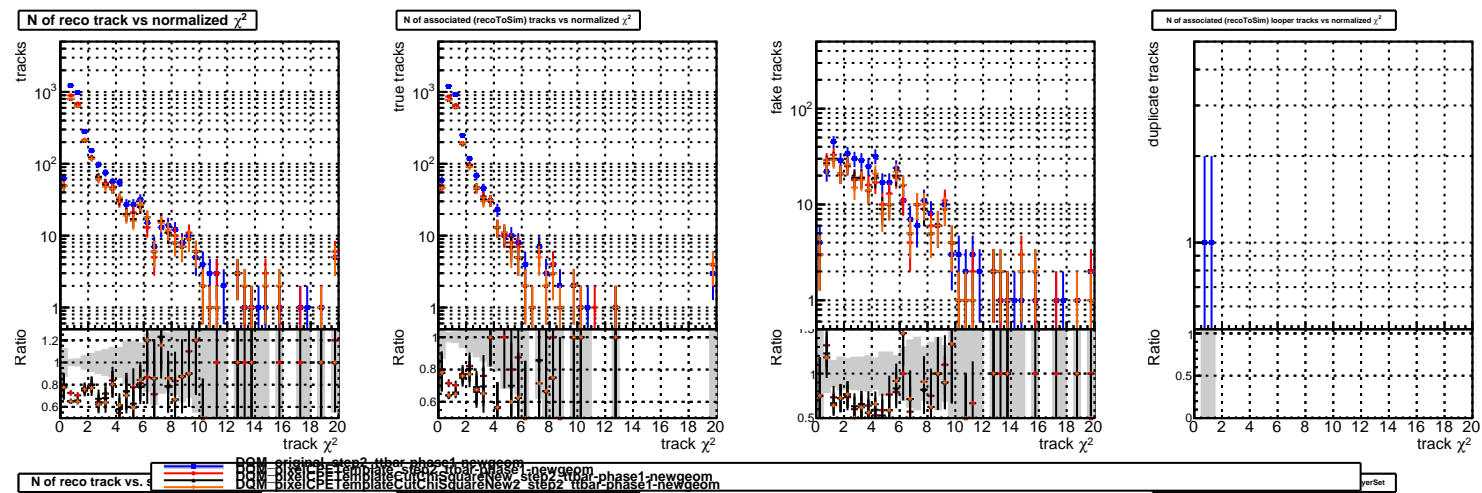 N of reco track vs normalized χ²
N of associated (recoToSim) tracks vs normalized χ²
N of associated (recoToSim) looper tracks vs normalized χ²
tracks
10³
10²
10
1
Ratio
1.2
1
0.8
0.6
0 2 4 6 8 10 12 14 16 18 20
track χ²
true tracks
10³
10²
10
1
Ratio
1
0.8
0.6
0 2 4 6 8 10 12 14 16 18 20
track χ²
fake tracks
10²
10
1
Ratio
1.5
1
0.5
0 2 4 6 8 10 12 14 16 18 20
track χ²
duplicate tracks
1
Ratio
1
0.5
0
0 2 4 6 8 10 12 14 16 18 20
track χ²
DQM_original_step2_ttbar-phase1-newgeom
DQM_pixelCPETemplate_step2_ttbar-phase1-newgeom
DQM_pixelCPETemplateCutChiSquareNew_step2_ttbar-phase1-newgeom
DQM_pixelCPETemplateCutChiSquareNew2_step2_ttbar-phase1-newgeom
N of reco track vs. s
yerSet